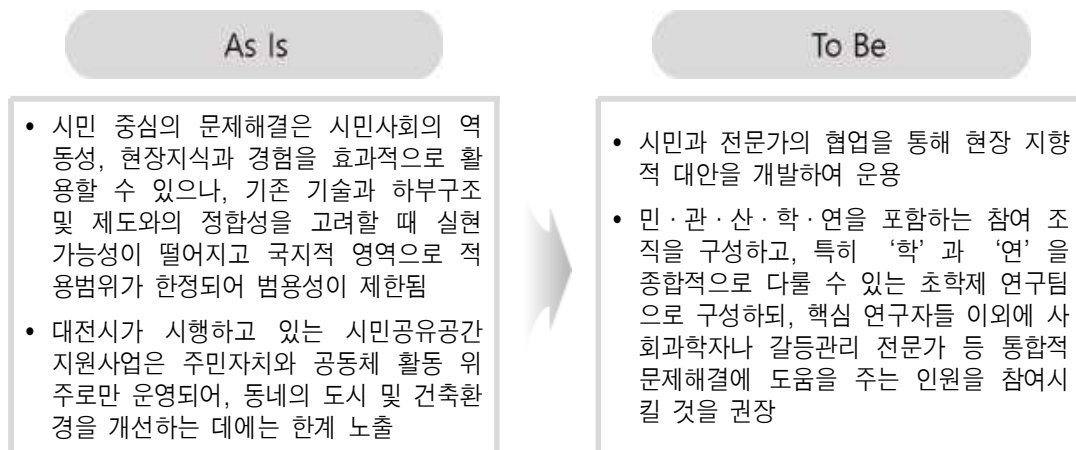 As Is
• 시민 중심의 문제해결은 시민사회의 역
동성, 현장지식과 경험을 효과적으로 활
용할 수 있으나, 기존 기술과 하부구조
및 제도와의 정합성을 고려할 때 실현
가능성이 떨어지고 국지적 영역으로 적
용범위가 한정되어 범용성이 제한됨
• 대전시가 시행하고 있는 시민공유공간
지원사업은 주민자치와 공동체 활동 위
주로만 운영되어, 동네의 도시 및 건축환
경을 개선하는 데에는 한계 노출
To Be
• 시민과 전문가의 협업을 통해 현장 지향
적 대안을 개발하여 운용
• 민·관·산·학·연을 포함하는 참여 조
직을 구성하고, 특히 ‘학’과 ‘연’을
종합적으로 다룰 수 있는 초학제 연구팀
으로 구성하되, 핵심 연구자들 이외에 사
회과학자나 갈등관리 전문가 등 통합적
문제해결에 도움을 주는 인원을 참여시
킬 것을 권장